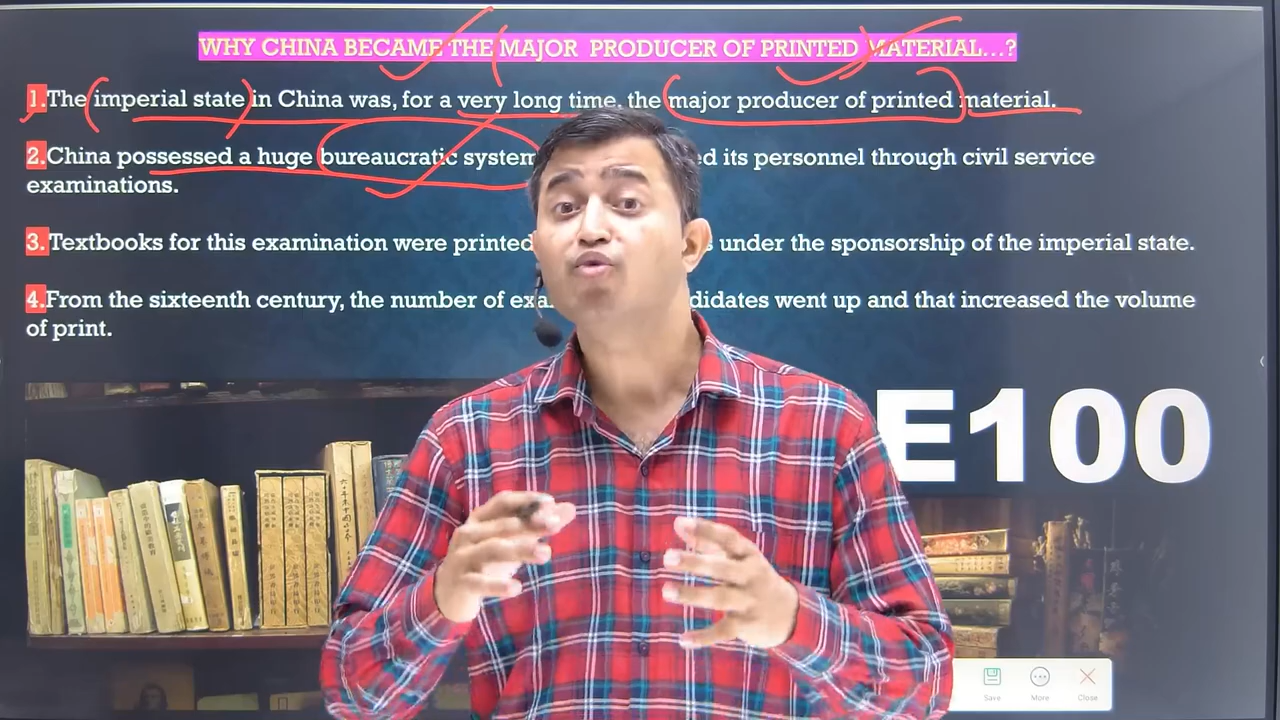 WHY CHINA BECAME THE MAJOR PRODUCER OF PRINTED MATERIAL...?
1.The imperial state in China was, for a very long time, the major producer of printed material.
2.China possessed a huge bureaucratic system ed its personnel through civil service
examinations.
3.Textbooks for this examination were printed under the sponsorship of the imperial state.
4.From the sixteenth century, the number of exa didates went up and that increased the volume
of print.
E100
Save More Close